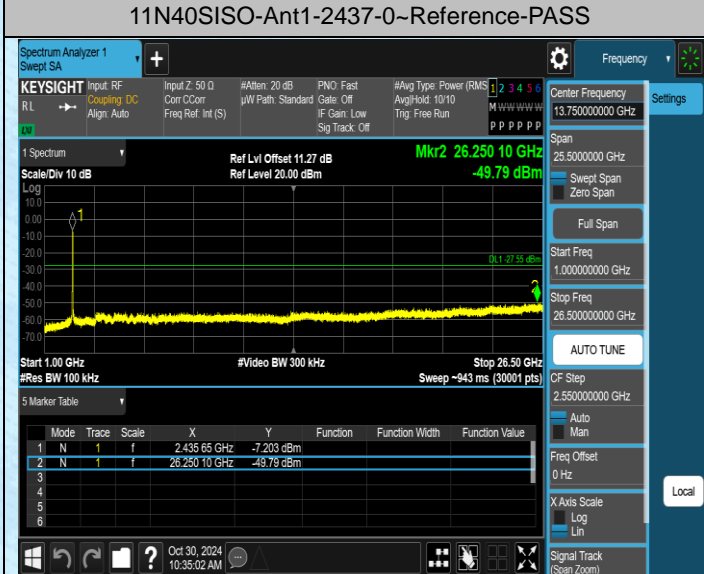 11N40SISO-Ant1-2437-0~Reference-PASS
Spectrum Analyzer 1
Swept SA
+
Frequency
KEYSIGHT
RL
LXI
Input: RF
Coupling: DC
Align: Auto
Input Z: 50 Ω
Corr CCorr
Freq Ref: Int (S)
#Atten: 20 dB
µW Path: Standard
PNO: Fast
Gate: Off
IF Gain: Low
Sig Track: Off
#Avg Type: Power (RMS
Avg|Hold: 10/10
Trig: Free Run
1 2 3 4 5 6
M W W W W W
P P P P P P
Center Frequency
13.750000000 GHz
Settings
Span
25.5000000 GHz
Swept Span
Zero Span
Full Span
Start Freq
1.000000000 GHz
Stop Freq
26.500000000 GHz
AUTO TUNE
CF Step
2.550000000 GHz
Auto
Man
Freq Offset
0 Hz
X Axis Scale
Log
Lin
Signal Track
(Span Zoom)
Local
1 Spectrum
Scale/Div 10 dB
Ref Lvl Offset 11.27 dB
Ref Level 20.00 dBm
Mkr2 26.250 10 GHz
-49.79 dBm
Log
10.0
0.00
-10.0
-20.0
-30.0
-40.0
-50.0
-60.0
-70.0
1
2
DL1 -27.55 dBm
Start 1.00 GHz
#Video BW 300 kHz
Stop 26.50 GHz
#Res BW 100 kHz
Sweep ~943 ms (30001 pts)
5 Marker Table
Mode Trace Scale X Y Function Function Width Function Value
1 N 1 f 2.435 65 GHz -7.203 dBm
2 N 1 f 26.250 10 GHz -49.79 dBm
3
4
5
6
?
Oct 30, 2024
10:35:02 AM